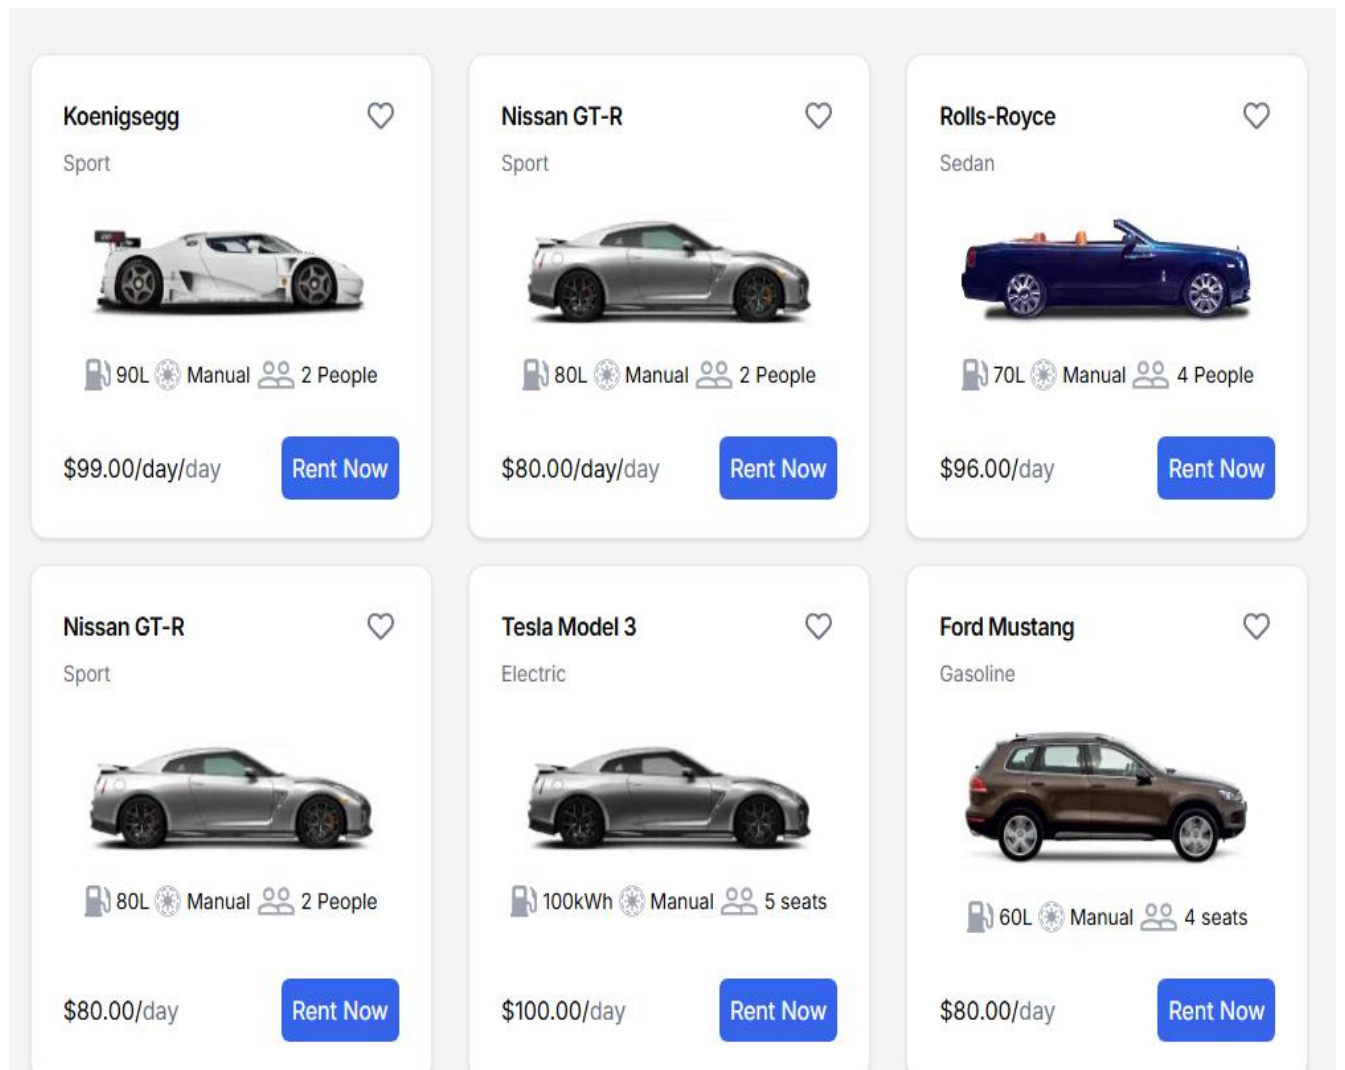 Koenigsegg
Sport
90L Manual 2 People
$99.00/day/day Rent Now
Nissan GT-R
Sport
80L Manual 2 People
$80.00/day/day Rent Now
Rolls-Royce
Sedan
70L Manual 4 People
$96.00/day Rent Now
Nissan GT-R
Sport
80L Manual 2 People
$80.00/day Rent Now
Tesla Model 3
Electric
100kWh Manual 5 seats
$100.00/day Rent Now
Ford Mustang
Gasoline
60L Manual 4 seats
$80.00/day Rent Now